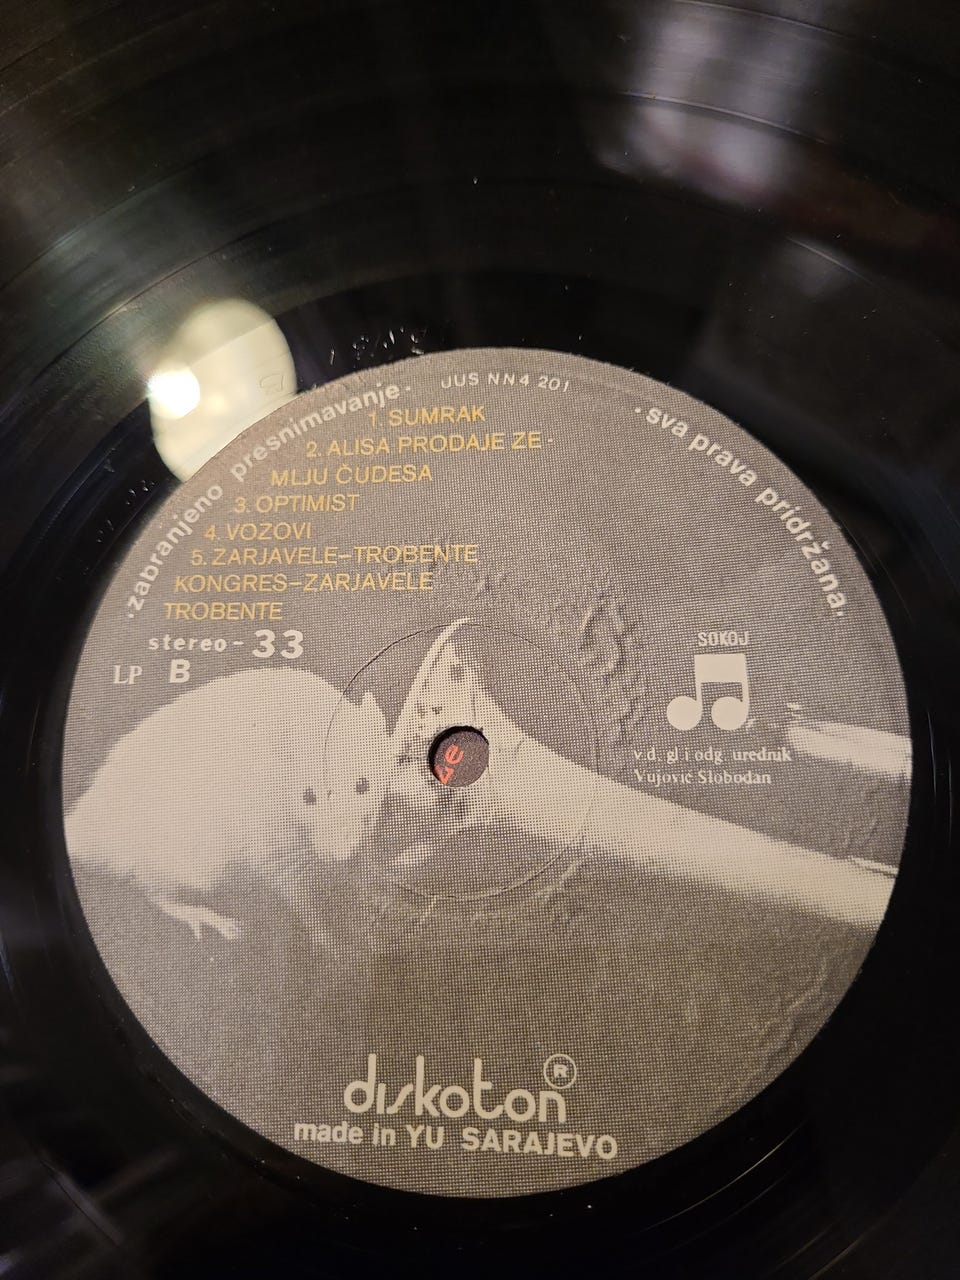 ·zabranjeno presnimavanje·
JUS NN4 201
·sva prava pridržana·
1. SUMRAK
2. ALISA PRODAJE ZE-
MLJU ČUDESA
3. OPTIMIST
4. VOZOVI
5. ZARJAVELE–TROBENTE
KONGRES–ZARJAVELE
TROBENTE
stereo-33
LP B
SOKOJ
v.d. gl i odg urednik
Vujović Slobodan
diskoton®
made in YU SARAJEVO